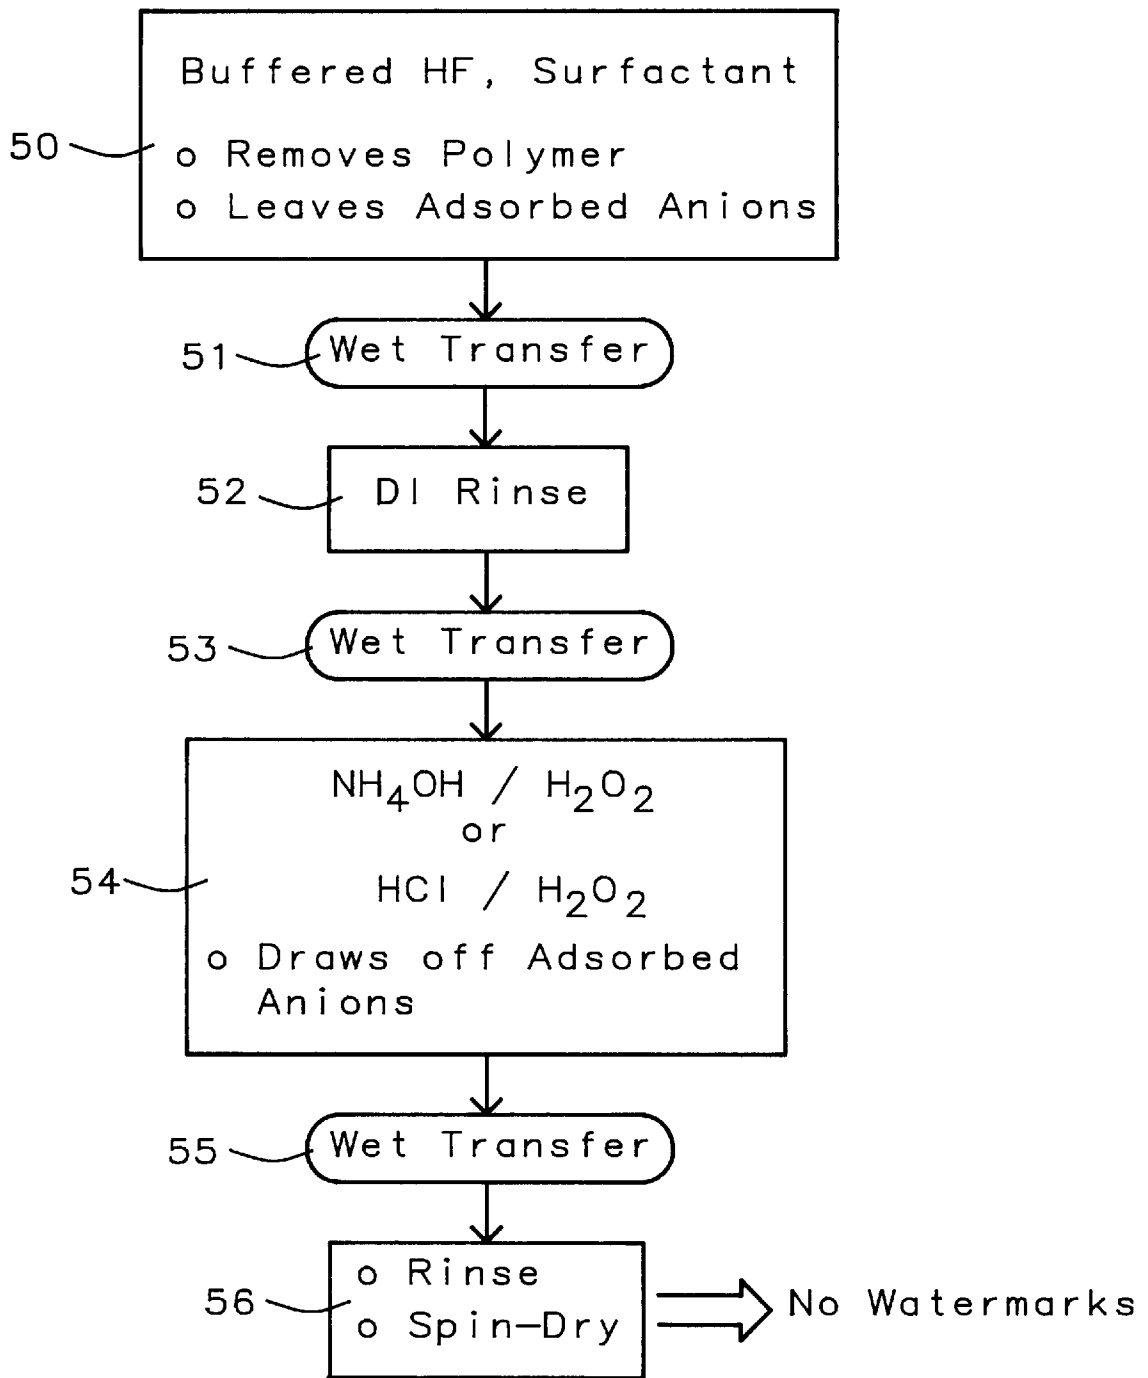 Buffered HF, Surfactant
50
o Removes Polymer
o Leaves Adsorbed Anions
51
Wet Transfer
52
DI Rinse
53
Wet Transfer
NH4OH / H2O2
or
54
HCl / H2O2
o Draws off Adsorbed
Anions
55
Wet Transfer
56
o Rinse
o Spin-Dry
No Watermarks